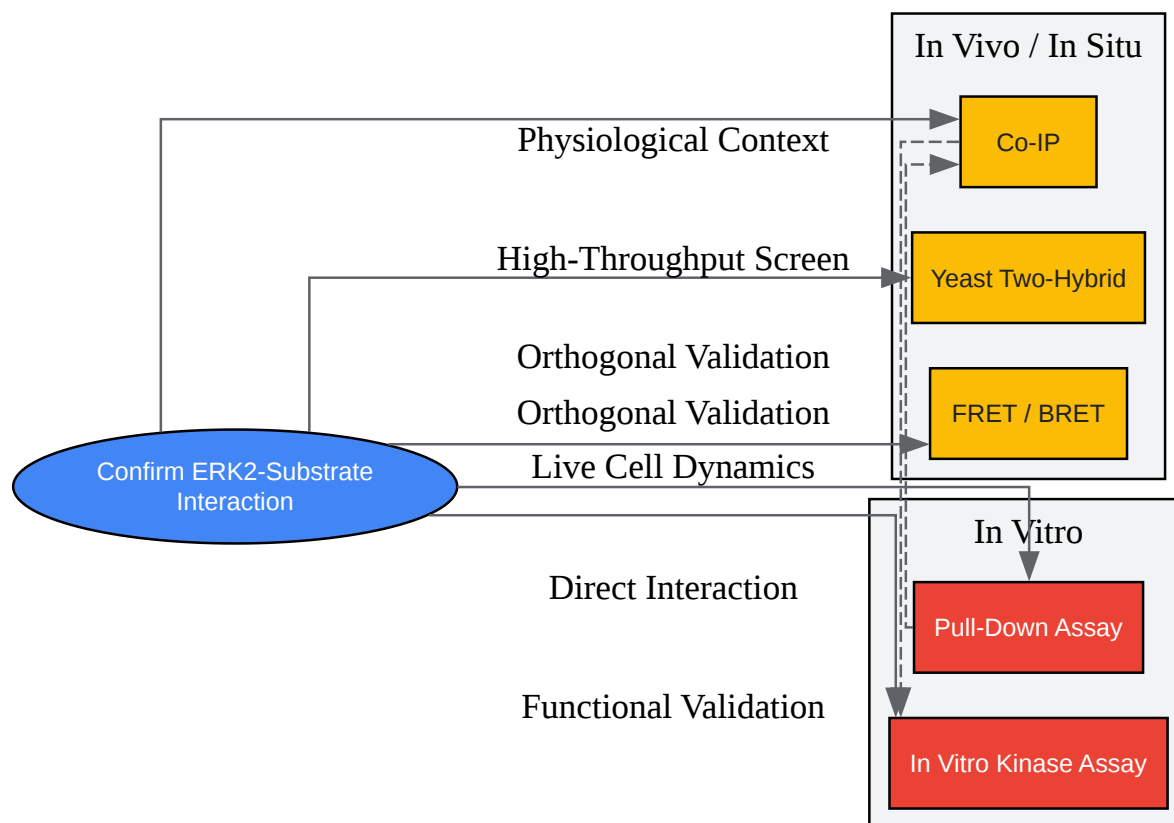 In Vivo / In Situ
Physiological Context
Co-IP
High-Throughput Screen
Yeast Two-Hybrid
Orthogonal Validation
Orthogonal Validation
FRET / BRET
Confirm ERK2-Substrate
Interaction
Live Cell Dynamics
In Vitro
Direct Interaction
Pull-Down Assay
Functional Validation
In Vitro Kinase Assay